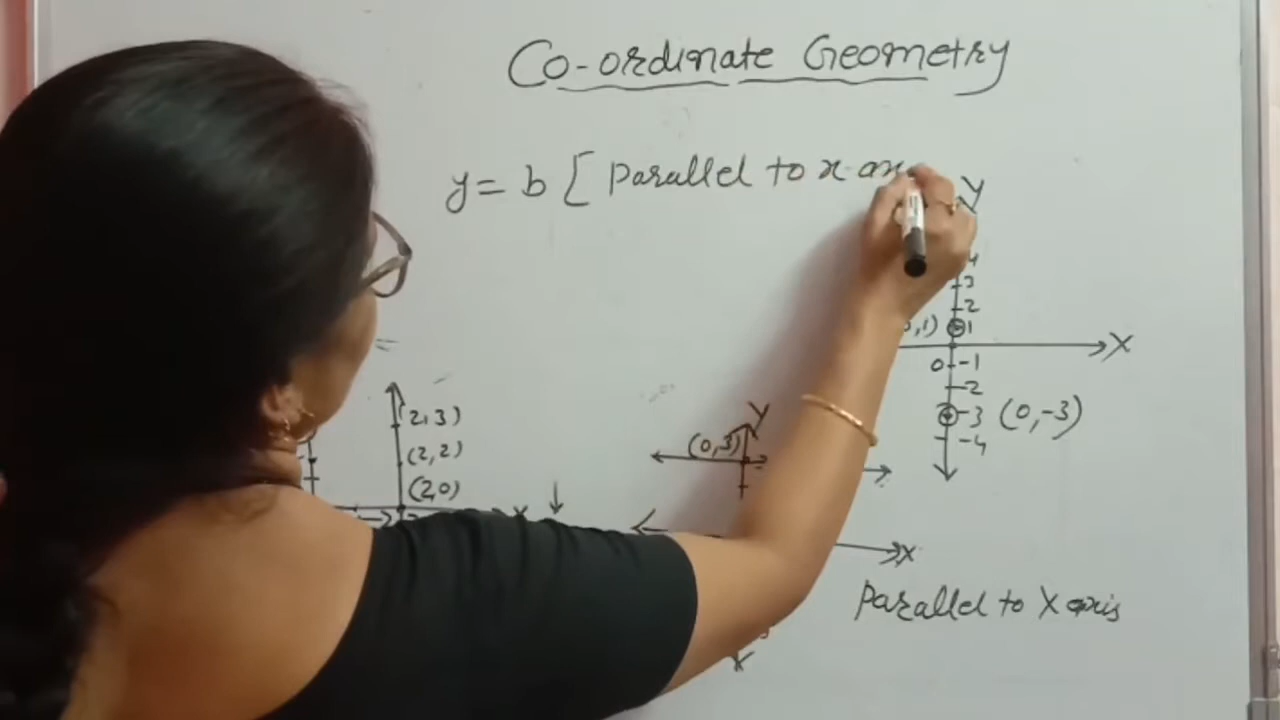 Co-ordinate Geometry
y = b [ Parallel to x
Y
3
2
,1) 1
X
0 -1
-2
-3 (0,-3)
-4
(2,3)
(2,2)
(2,0)
X
Y
(0,3)
X
Parallel to X axis